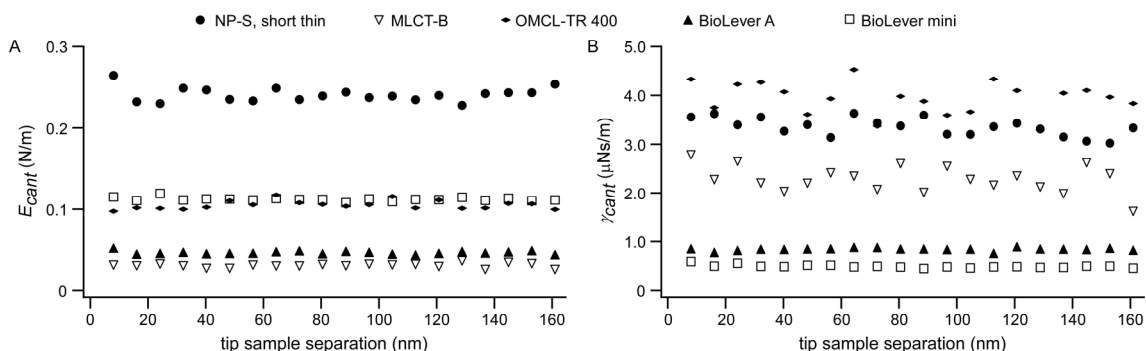 NP-S, short thin MLCT-B OMCL-TR 400 BioLever A BioLever mini
A
0.3
0.2
0.1
0
E_cant (N/m)
0 20 40 60 80 100 120 140 160
tip sample separation (nm)
B
5.0
4.0
3.0
2.0
1.0
0
γ_cant (μNs/m)
0 20 40 60 80 100 120 140 160
tip sample separation (nm)